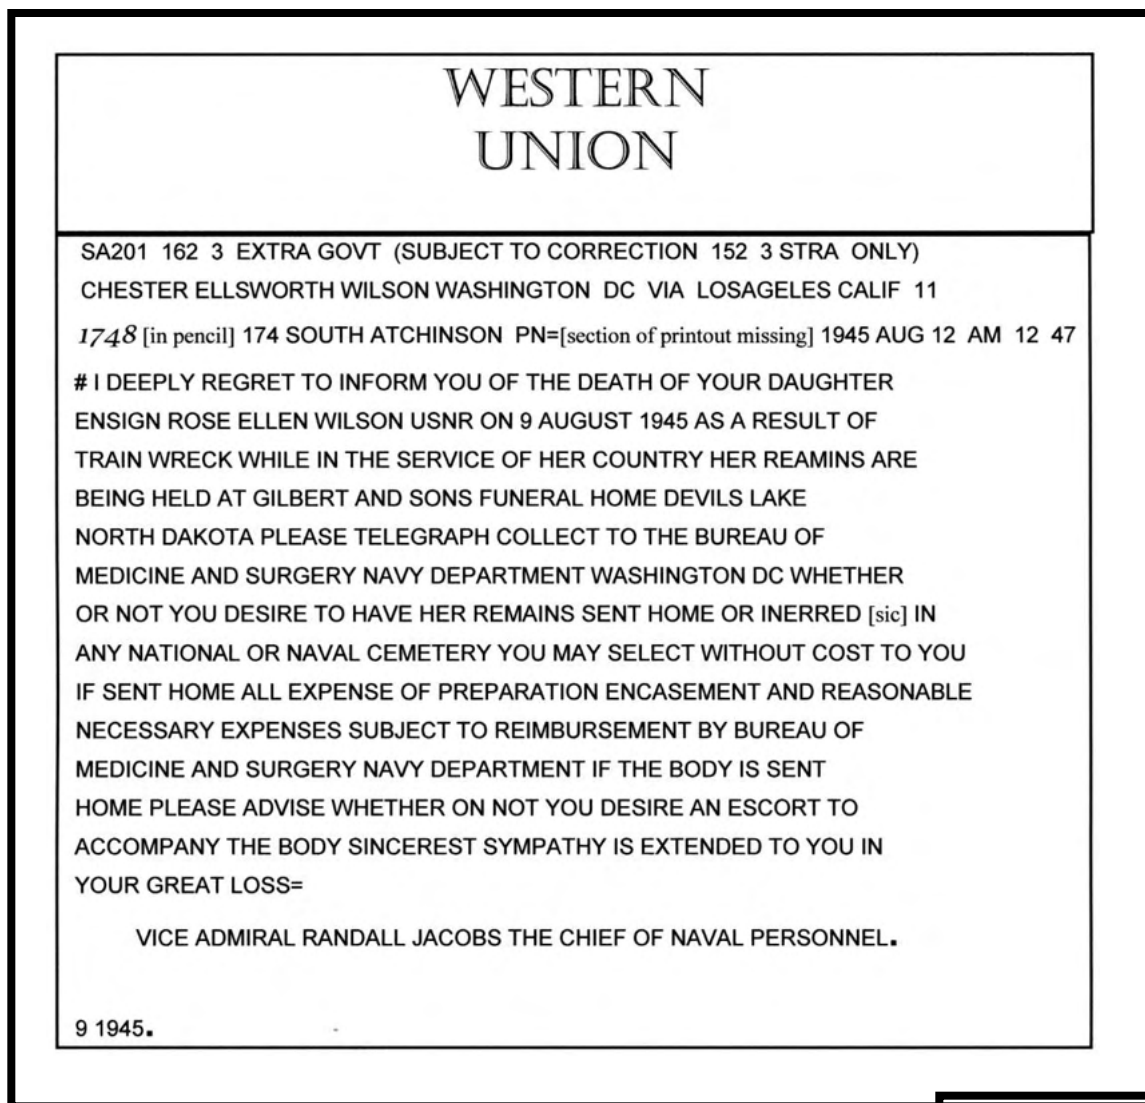 WESTERN
UNION
SA201 162 3 EXTRA GOVT (SUBJECT TO CORRECTION 152 3 STRA ONLY)
CHESTER ELLSWORTH WILSON WASHINGTON DC VIA LOSAGELES CALIF 11
1748 [in pencil] 174 SOUTH ATCHINSON PN=[section of printout missing] 1945 AUG 12 AM 12 47
# I DEEPLY REGRET TO INFORM YOU OF THE DEATH OF YOUR DAUGHTER
ENSIGN ROSE ELLEN WILSON USNR ON 9 AUGUST 1945 AS A RESULT OF
TRAIN WRECK WHILE IN THE SERVICE OF HER COUNTRY HER REAMINS ARE
BEING HELD AT GILBERT AND SONS FUNERAL HOME DEVILS LAKE
NORTH DAKOTA PLEASE TELEGRAPH COLLECT TO THE BUREAU OF
MEDICINE AND SURGERY NAVY DEPARTMENT WASHINGTON DC WHETHER
OR NOT YOU DESIRE TO HAVE HER REMAINS SENT HOME OR INERRED [sic] IN
ANY NATIONAL OR NAVAL CEMETERY YOU MAY SELECT WITHOUT COST TO YOU
IF SENT HOME ALL EXPENSE OF PREPARATION ENCASEMENT AND REASONABLE
NECESSARY EXPENSES SUBJECT TO REIMBURSEMENT BY BUREAU OF
MEDICINE AND SURGERY NAVY DEPARTMENT IF THE BODY IS SENT
HOME PLEASE ADVISE WHETHER ON NOT YOU DESIRE AN ESCORT TO
ACCOMPANY THE BODY SINCEREST SYMPATHY IS EXTENDED TO YOU IN
YOUR GREAT LOSS=
VICE ADMIRAL RANDALL JACOBS THE CHIEF OF NAVAL PERSONNEL.
9 1945.